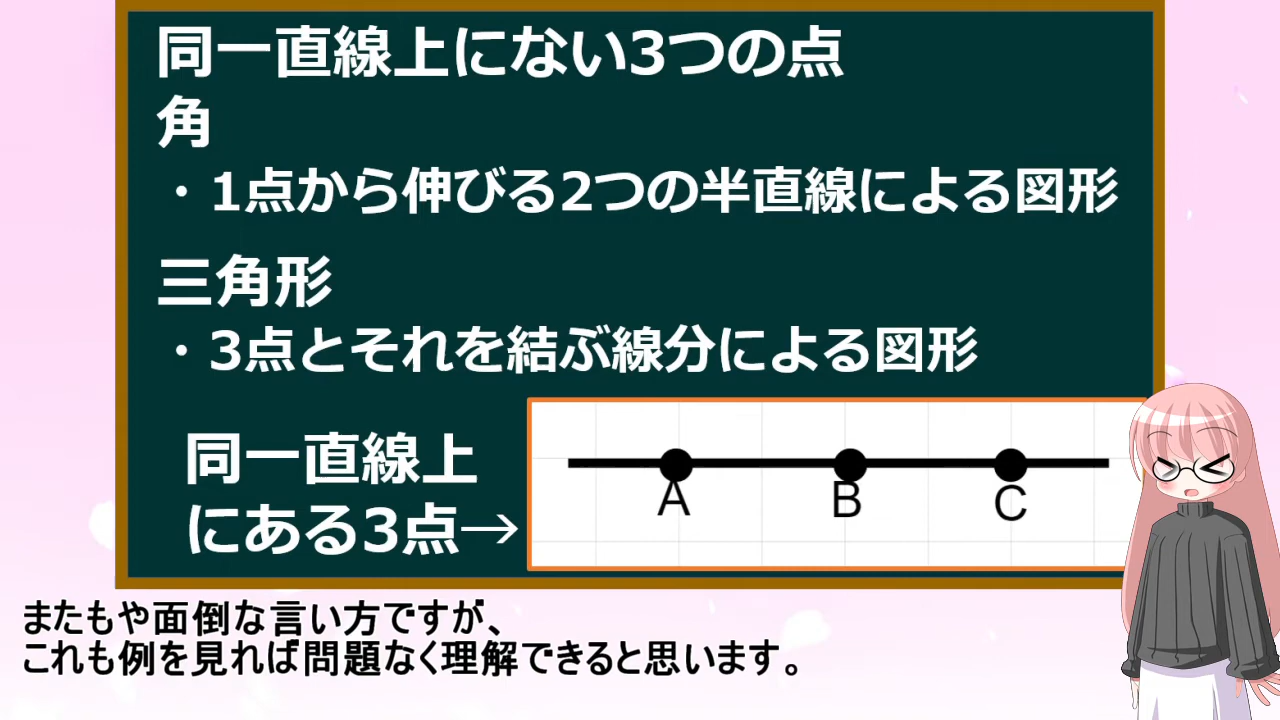 同一直線上にない3つの点
角
・1点から伸びる2つの半直線による図形
三角形
・3点とそれを結ぶ線分による図形
同一直線上
にある3点→
A B C
またもや面倒な言い方ですが、
これも例を見れば問題なく理解できると思います。